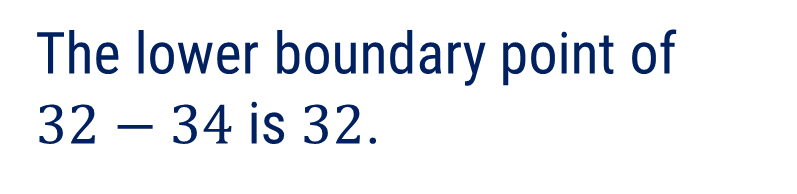 The lower boundary point of
32 − 34 is 32.